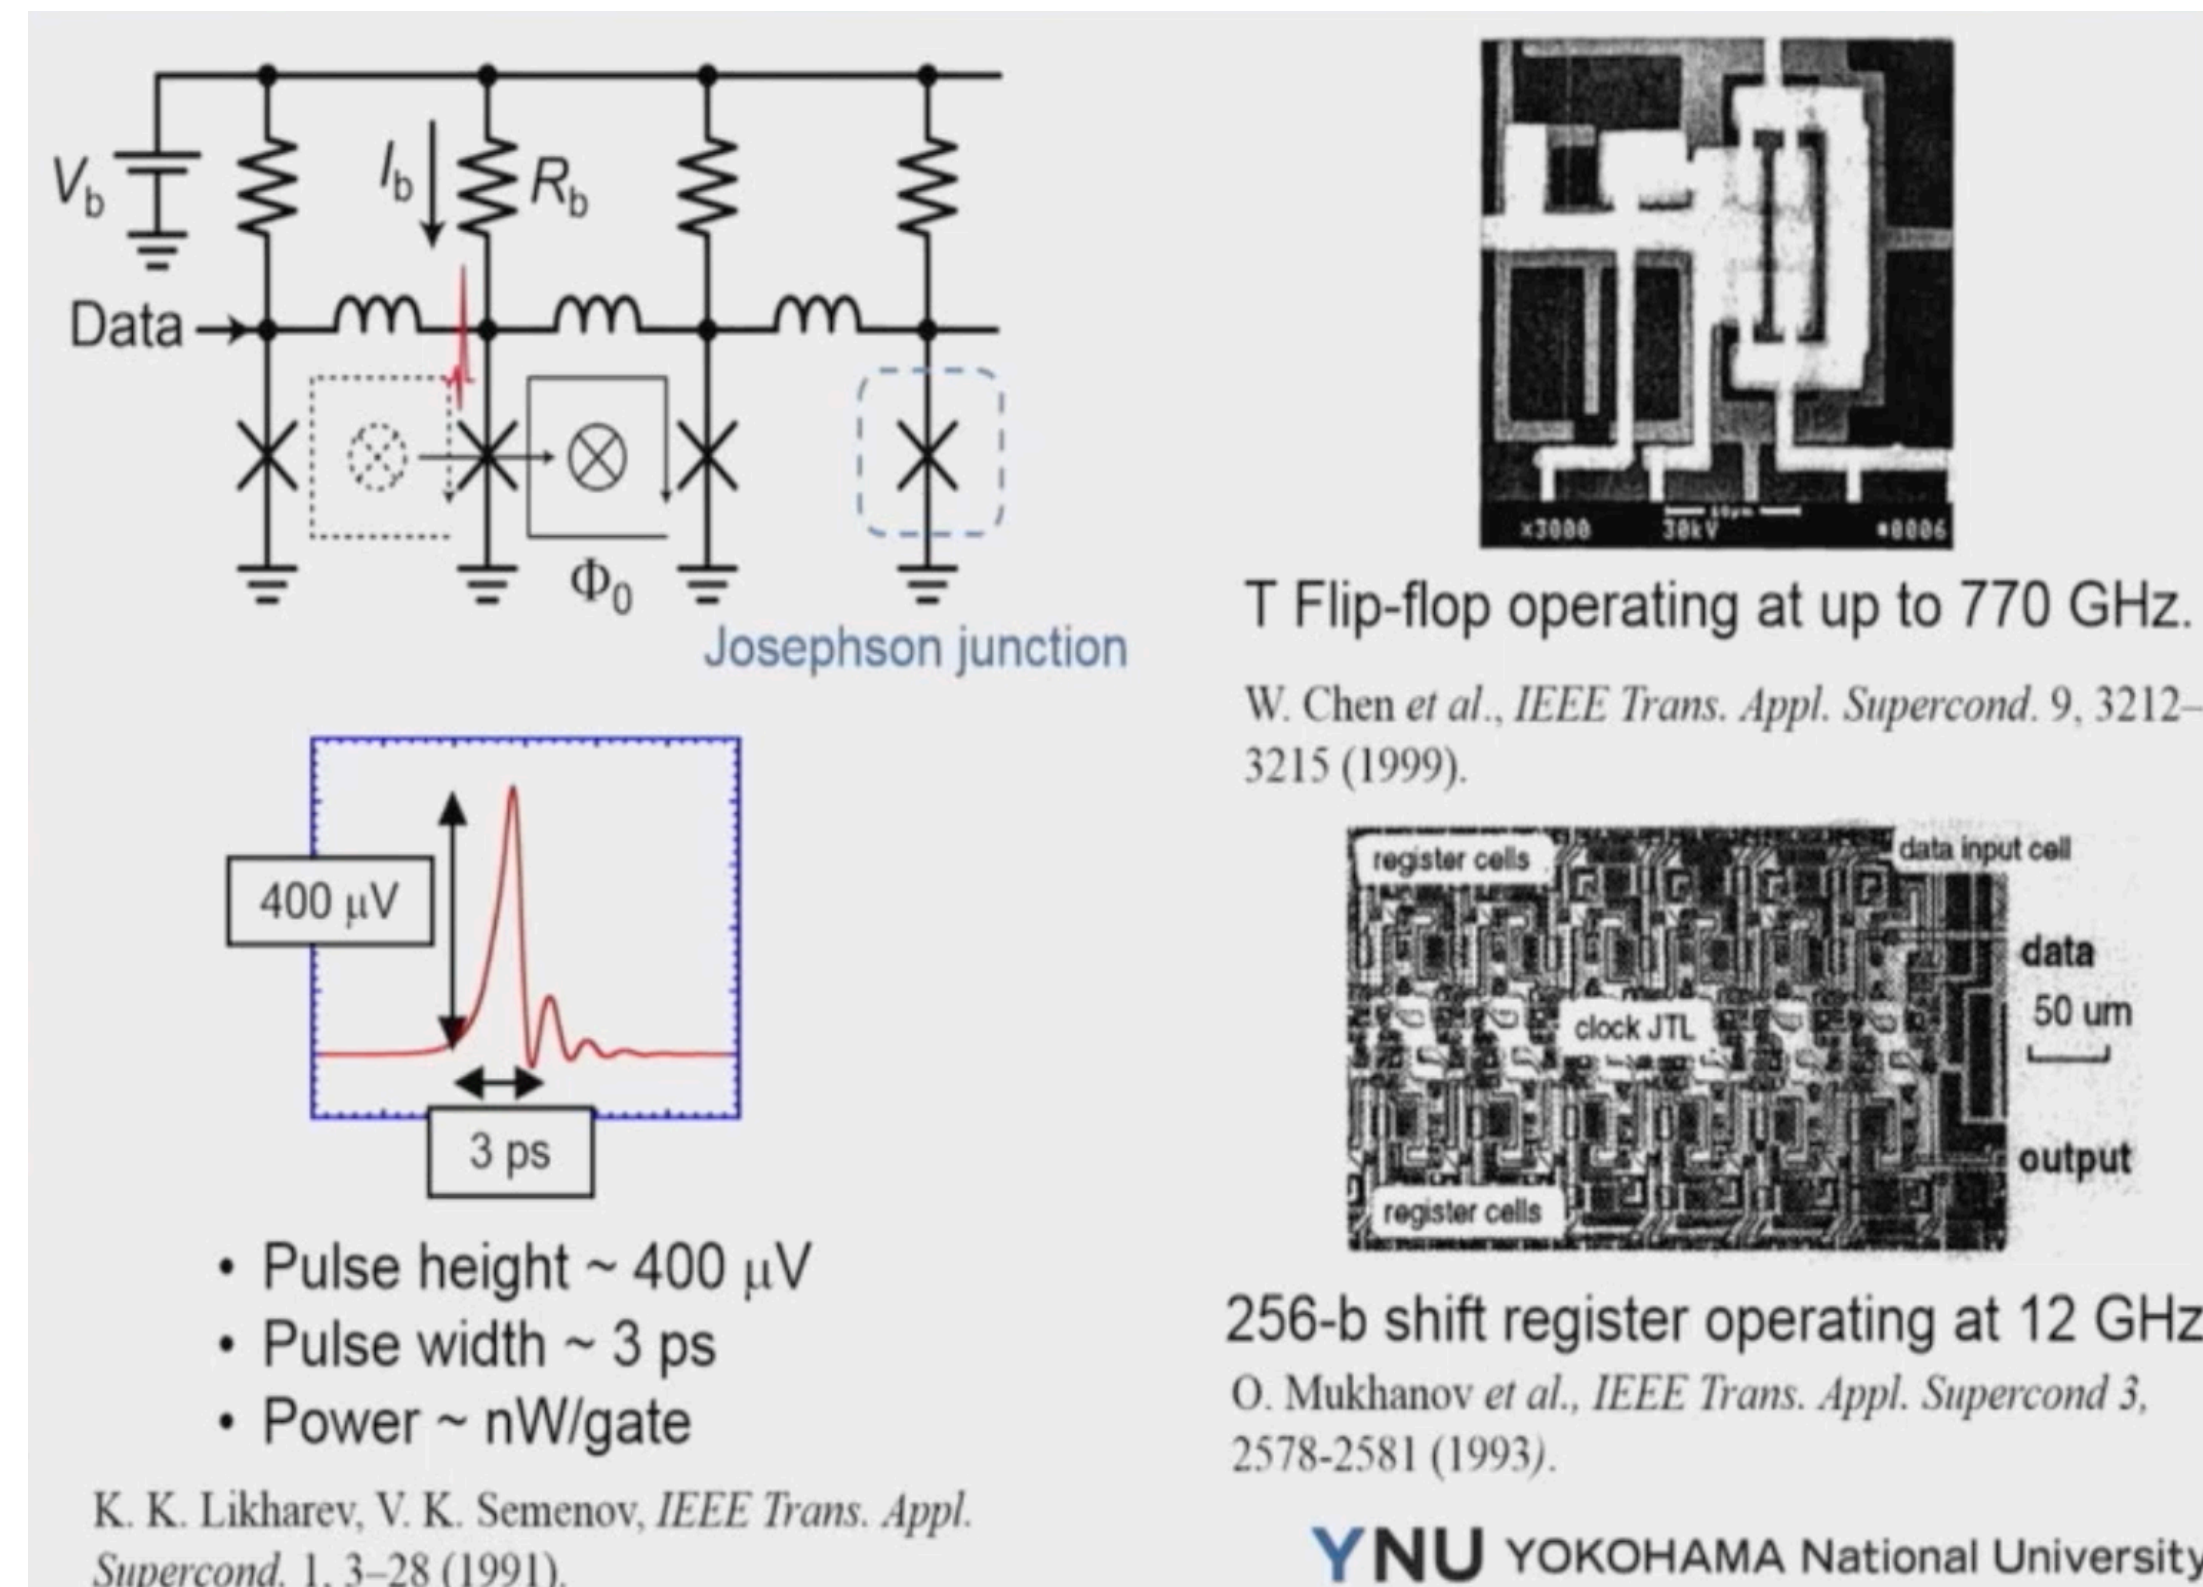 V_b
I_b
R_b
Data
Φ_0
Josephson junction
400 μV
3 ps
• Pulse height ~ 400 μV
• Pulse width ~ 3 ps
• Power ~ nW/gate
K. K. Likharev, V. K. Semenov, IEEE Trans. Appl.
Supercond. 1, 3–28 (1991).
×3000 30kV 10μm #0006
T Flip-flop operating at up to 770 GHz.
W. Chen et al., IEEE Trans. Appl. Supercond. 9, 3212–
3215 (1999).
register cells
data input cell
data
50 um
clock JTL
output
register cells
256-b shift register operating at 12 GHz
O. Mukhanov et al., IEEE Trans. Appl. Supercond 3,
2578-2581 (1993).
YNU YOKOHAMA National University